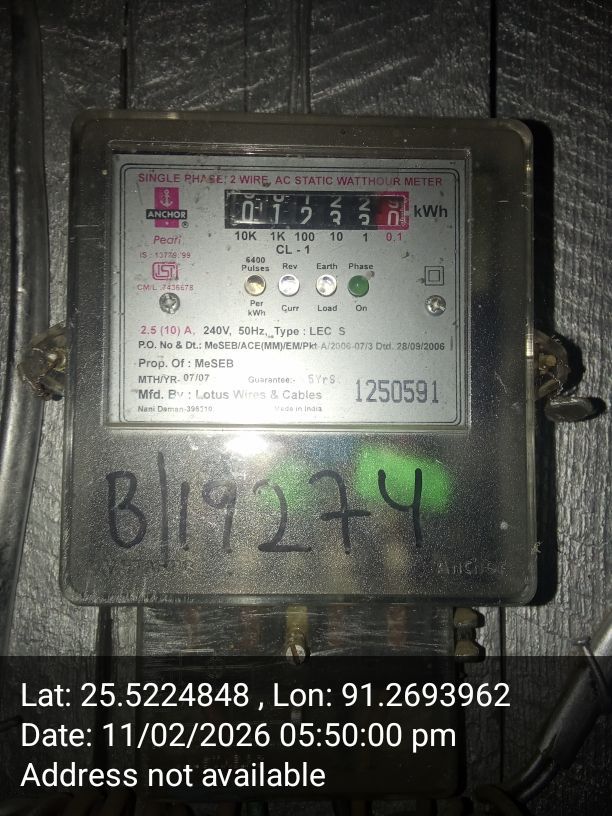 SINGLE PHASE, 2 WIRE, AC STATIC WATTHOUR METER
ANCHOR
®
Pearl
kWh
10K 1K 100 10 1 0.1
CL - 1
6400 Pulses Per kWh
Rev Curr
Earth Load
Phase On
2.5 (10) A, 240V, 50Hz, Type : LEC S
P.O. No & Dt.: MeSEB/ACE(MM)/EM/Pkt-A/2006-07/3 Dtd. 28/09/2006
Prop. Of : MeSEB
MTH/YR- 07/07 Guarantee:- 5YrS
Mfd. By : Lotus Wires & Cables
1250591
Nani Daman-396210 Made in India
B/19274
Lat: 25.5224848 , Lon: 91.2693962
Date: 11/02/2026 05:50:00 pm
Address not available